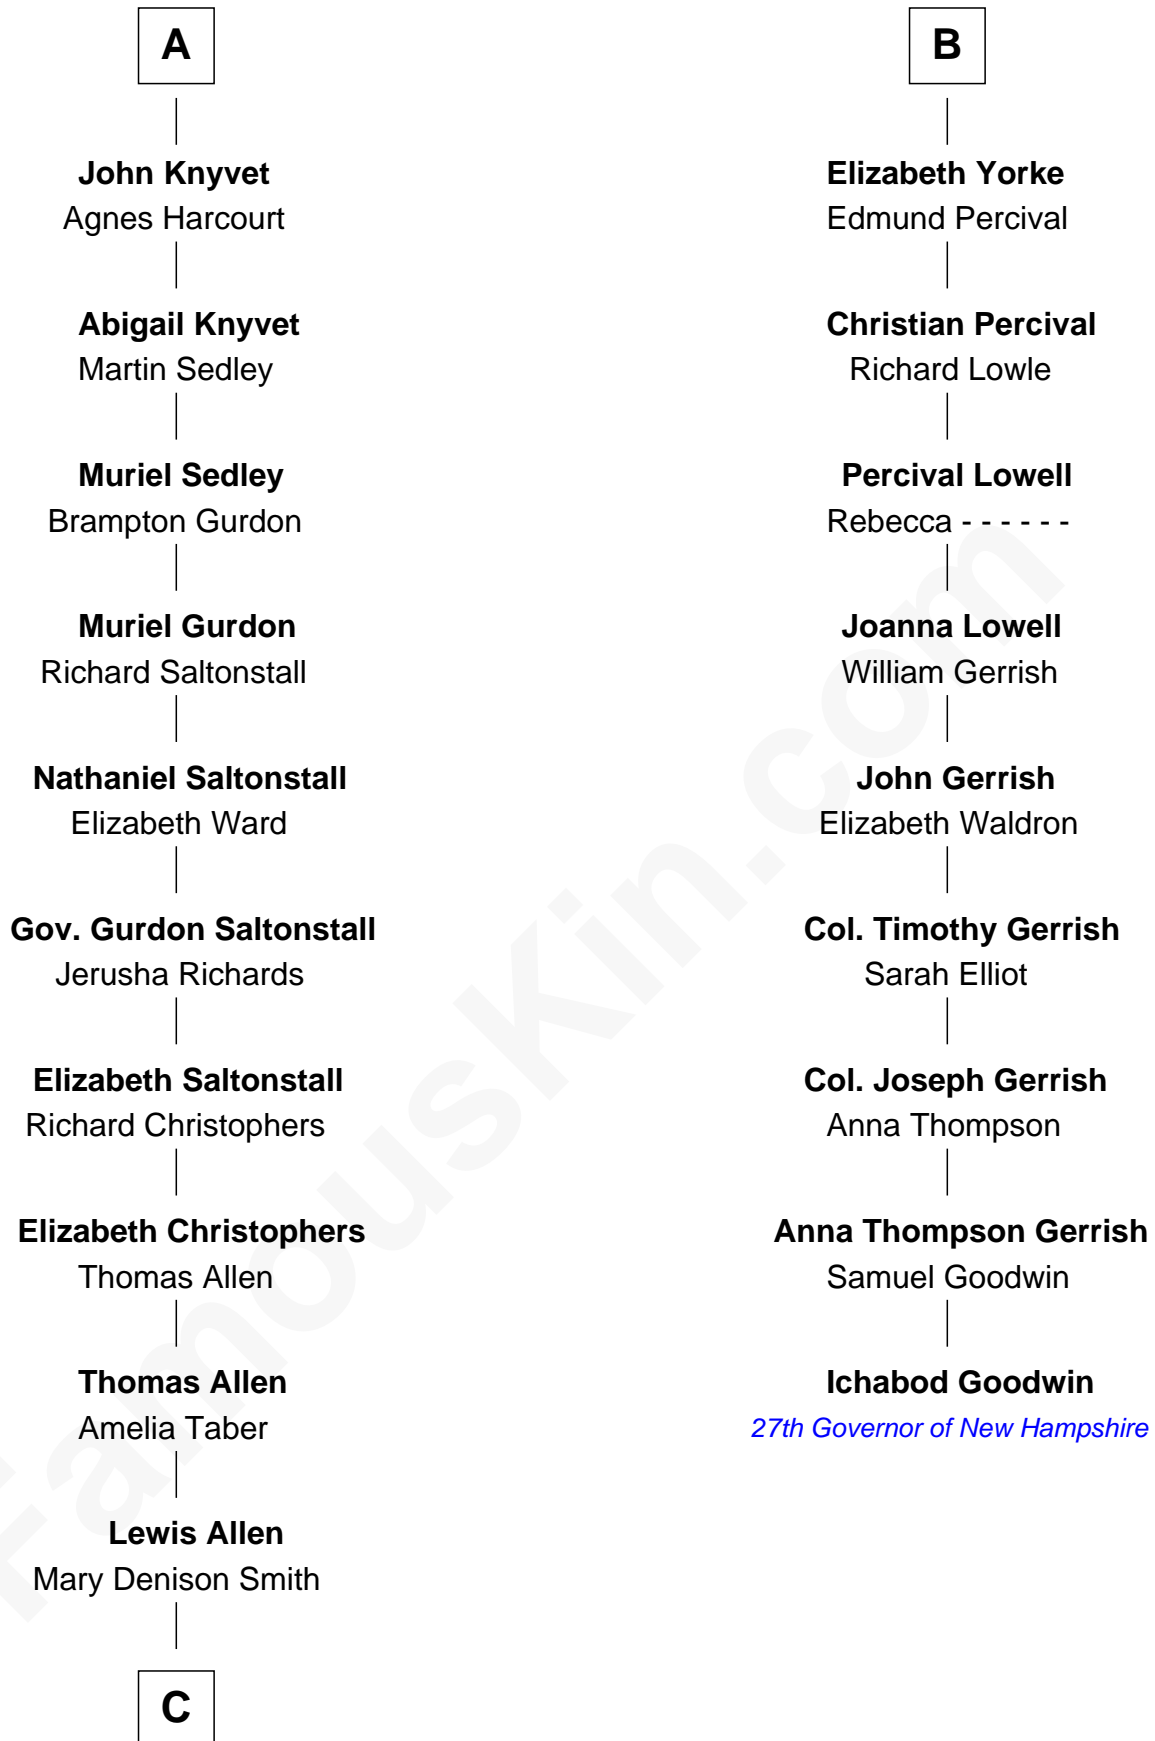 A
John Knyvet
Agnes Harcourt
Abigail Knyvet
Martin Sedley
Muriel Sedley
Brampton Gurdon
Muriel Gurdon
Richard Saltonstall
Nathaniel Saltonstall
Elizabeth Ward
Gov. Gurdon Saltonstall
Jerusha Richards
Elizabeth Saltonstall
Richard Christophers
Elizabeth Christophers
Thomas Allen
Thomas Allen
Amelia Taber
Lewis Allen
Mary Denison Smith
C
B
Elizabeth Yorke
Edmund Percival
Christian Percival
Richard Lowle
Percival Lowell
Rebecca - - - - - -
Joanna Lowell
William Gerrish
John Gerrish
Elizabeth Waldron
Col. Timothy Gerrish
Sarah Elliot
Col. Joseph Gerrish
Anna Thompson
Anna Thompson Gerrish
Samuel Goodwin
Ichabod Goodwin
27th Governor of New Hampshire
FamousKin.com